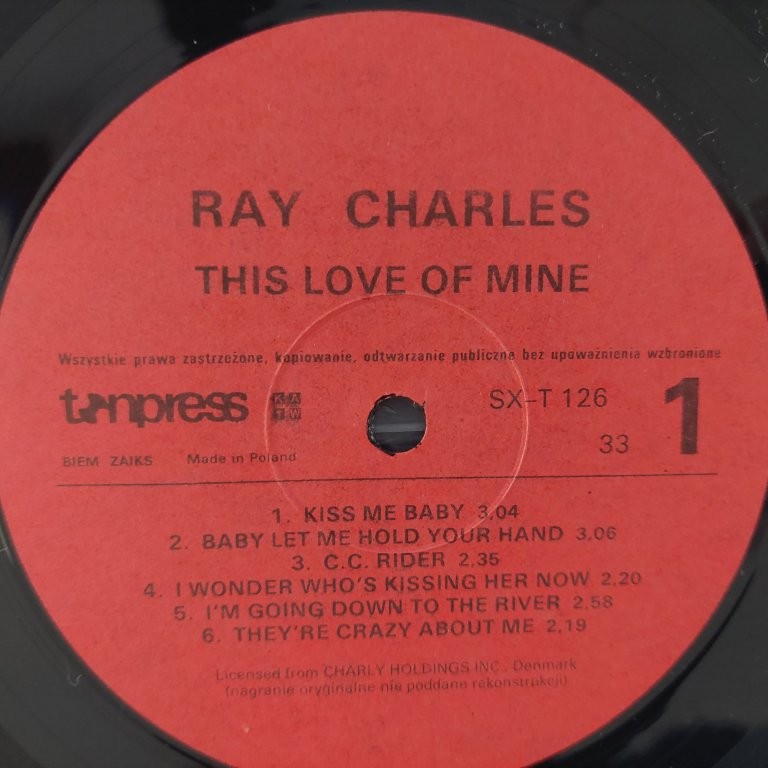 RAY CHARLES
THIS LOVE OF MINE
Wszystkie prawa zastrzeżone, kopiowanie, odtwarzanie publiczne bez upoważnienia wzbronione
tonpress KA TW SX-T 126 1
33
BIEM ZAIKS Made in Poland
1. KISS ME BABY 3.04
2. BABY LET ME HOLD YOUR HAND 3.06
3. C.C. RIDER 2.35
4. I WONDER WHO'S KISSING HER NOW 2.20
5. I'M GOING DOWN TO THE RIVER 2.58
6. THEY'RE CRAZY ABOUT ME 2.19
Licensed from CHARLY HOLDINGS INC. Denmark
(nagranie oryginalne nie poddane rekonstrukcji)